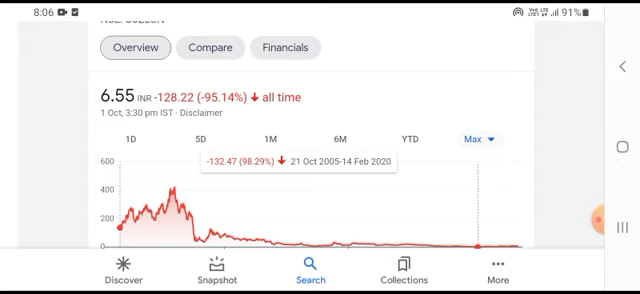 8:06 91%
NSE: SUZLON
Overview Compare Financials
6.55 INR -128.22 (-95.14%) all time
1 Oct, 3:30 pm IST · Disclaimer
1D 5D 1M 6M YTD Max
-132.47 (98.29%) 21 Oct 2005-14 Feb 2020
600
400
200
0
Discover Snapshot Search Collections More